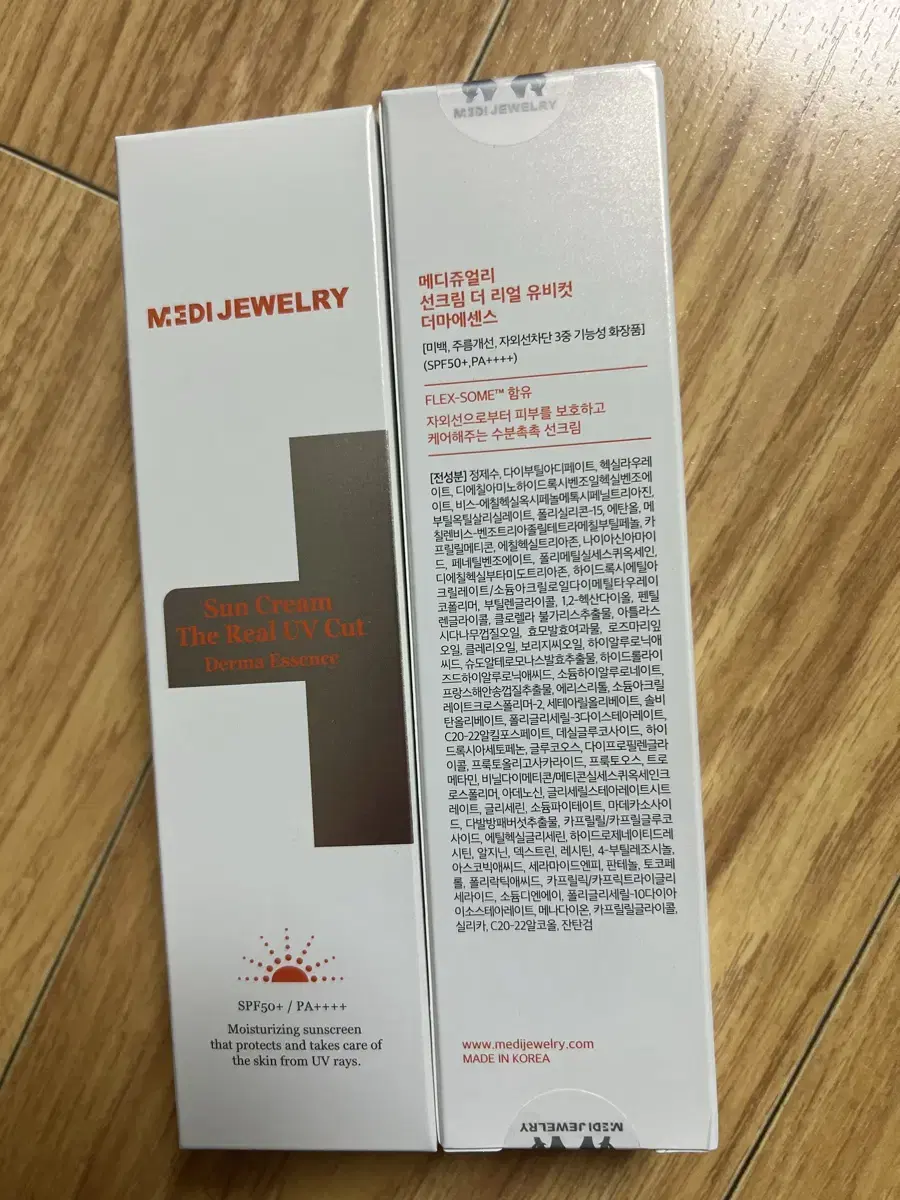 MEDI JEWELRY
Sun Cream
The Real UV Cut
Derma Essence
SPF50+ / PA++++
Moisturizing sunscreen
that protects and takes care of
the skin from UV rays.
MEDI JEWELRY
메디쥬얼리
선크림 더 리얼 유비컷
더마에센스
[미백, 주름개선, 자외선차단 3중 기능성 화장품]
(SPF50+,PA++++)
FLEX-SOME™ 함유
자외선으로부터 피부를 보호하고
케어해주는 수분촉촉 선크림
[전성분] 정제수, 다이부틸아디페이트, 헥실라우레
이트, 디에칠아미노하이드록시벤조일헥실벤조에
이트, 비스-에칠헥실옥시페놀메톡시페닐트리아진,
부틸옥틸살리실레이트, 폴리실리콘-15, 에탄올, 메
칠렌비스-벤조트리아졸릴테트라메칠부틸페놀, 카
프릴릴메티콘, 에칠헥실트리아존, 나이아신아마이
드, 페네틸벤조에이트, 폴리메틸실세스퀴옥세인,
디에칠헥실부타미도트리아존, 하이드록시에틸아
크릴레이트/소듐아크릴로일다이메틸타우레이트
코폴리머, 부틸렌글라이콜, 1,2-헥산다이올, 펜틸
렌글라이콜, 클로렐라 불가리스추출물, 아틀라스
시다나무껍질오일, 효모발효여과물, 로즈마리잎
오일, 클레리오일, 보리지씨오일, 하이알루로닉애
씨드, 슈도알테로모나스발효추출물, 하이드롤라이
즈드하이알루로닉애씨드, 소듐하이알루로네이트,
프랑스해안송껍질추출물, 에리스리톨, 소듐아크릴
레이트크로스폴리머-2, 세테아릴올리베이트, 솔비
탄올리베이트, 폴리글리세릴-3다이스테아레이트,
C20-22알킬포스페이트, 데실글루코사이드, 하이
드록시아세토페논, 글루코오스, 다이프로필렌글라
이콜, 프룩토올리고사카라이드, 프룩토오스, 트로
메타민, 비닐다이메티콘/메티콘실세스퀴옥세인크
로스폴리머, 아데노신, 글리세릴스테아레이트시트
레이트, 글리세린, 소듐파이테이트, 마데카소사이
드, 다발방패버섯추출물, 카프릴릴/카프릴글루코
사이드, 에틸헥실글리세린, 하이드로제네이티드레
시틴, 알지닌, 덱스트린, 레시틴, 4-부틸레조시놀,
아스코빅애씨드, 세라마이드엔피, 판테놀, 토코페
롤, 폴리락틱애씨드, 카프릴릭/카프릭트라이글리
세라이드, 소듐디엔에이, 폴리글리세릴-10다이아
이소스테아레이트, 메나다이온, 카프릴릴글라이콜,
실리카, C20-22알코올, 잔탄검
www.medijewelry.com
MADE IN KOREA
MEDI JEWELRY